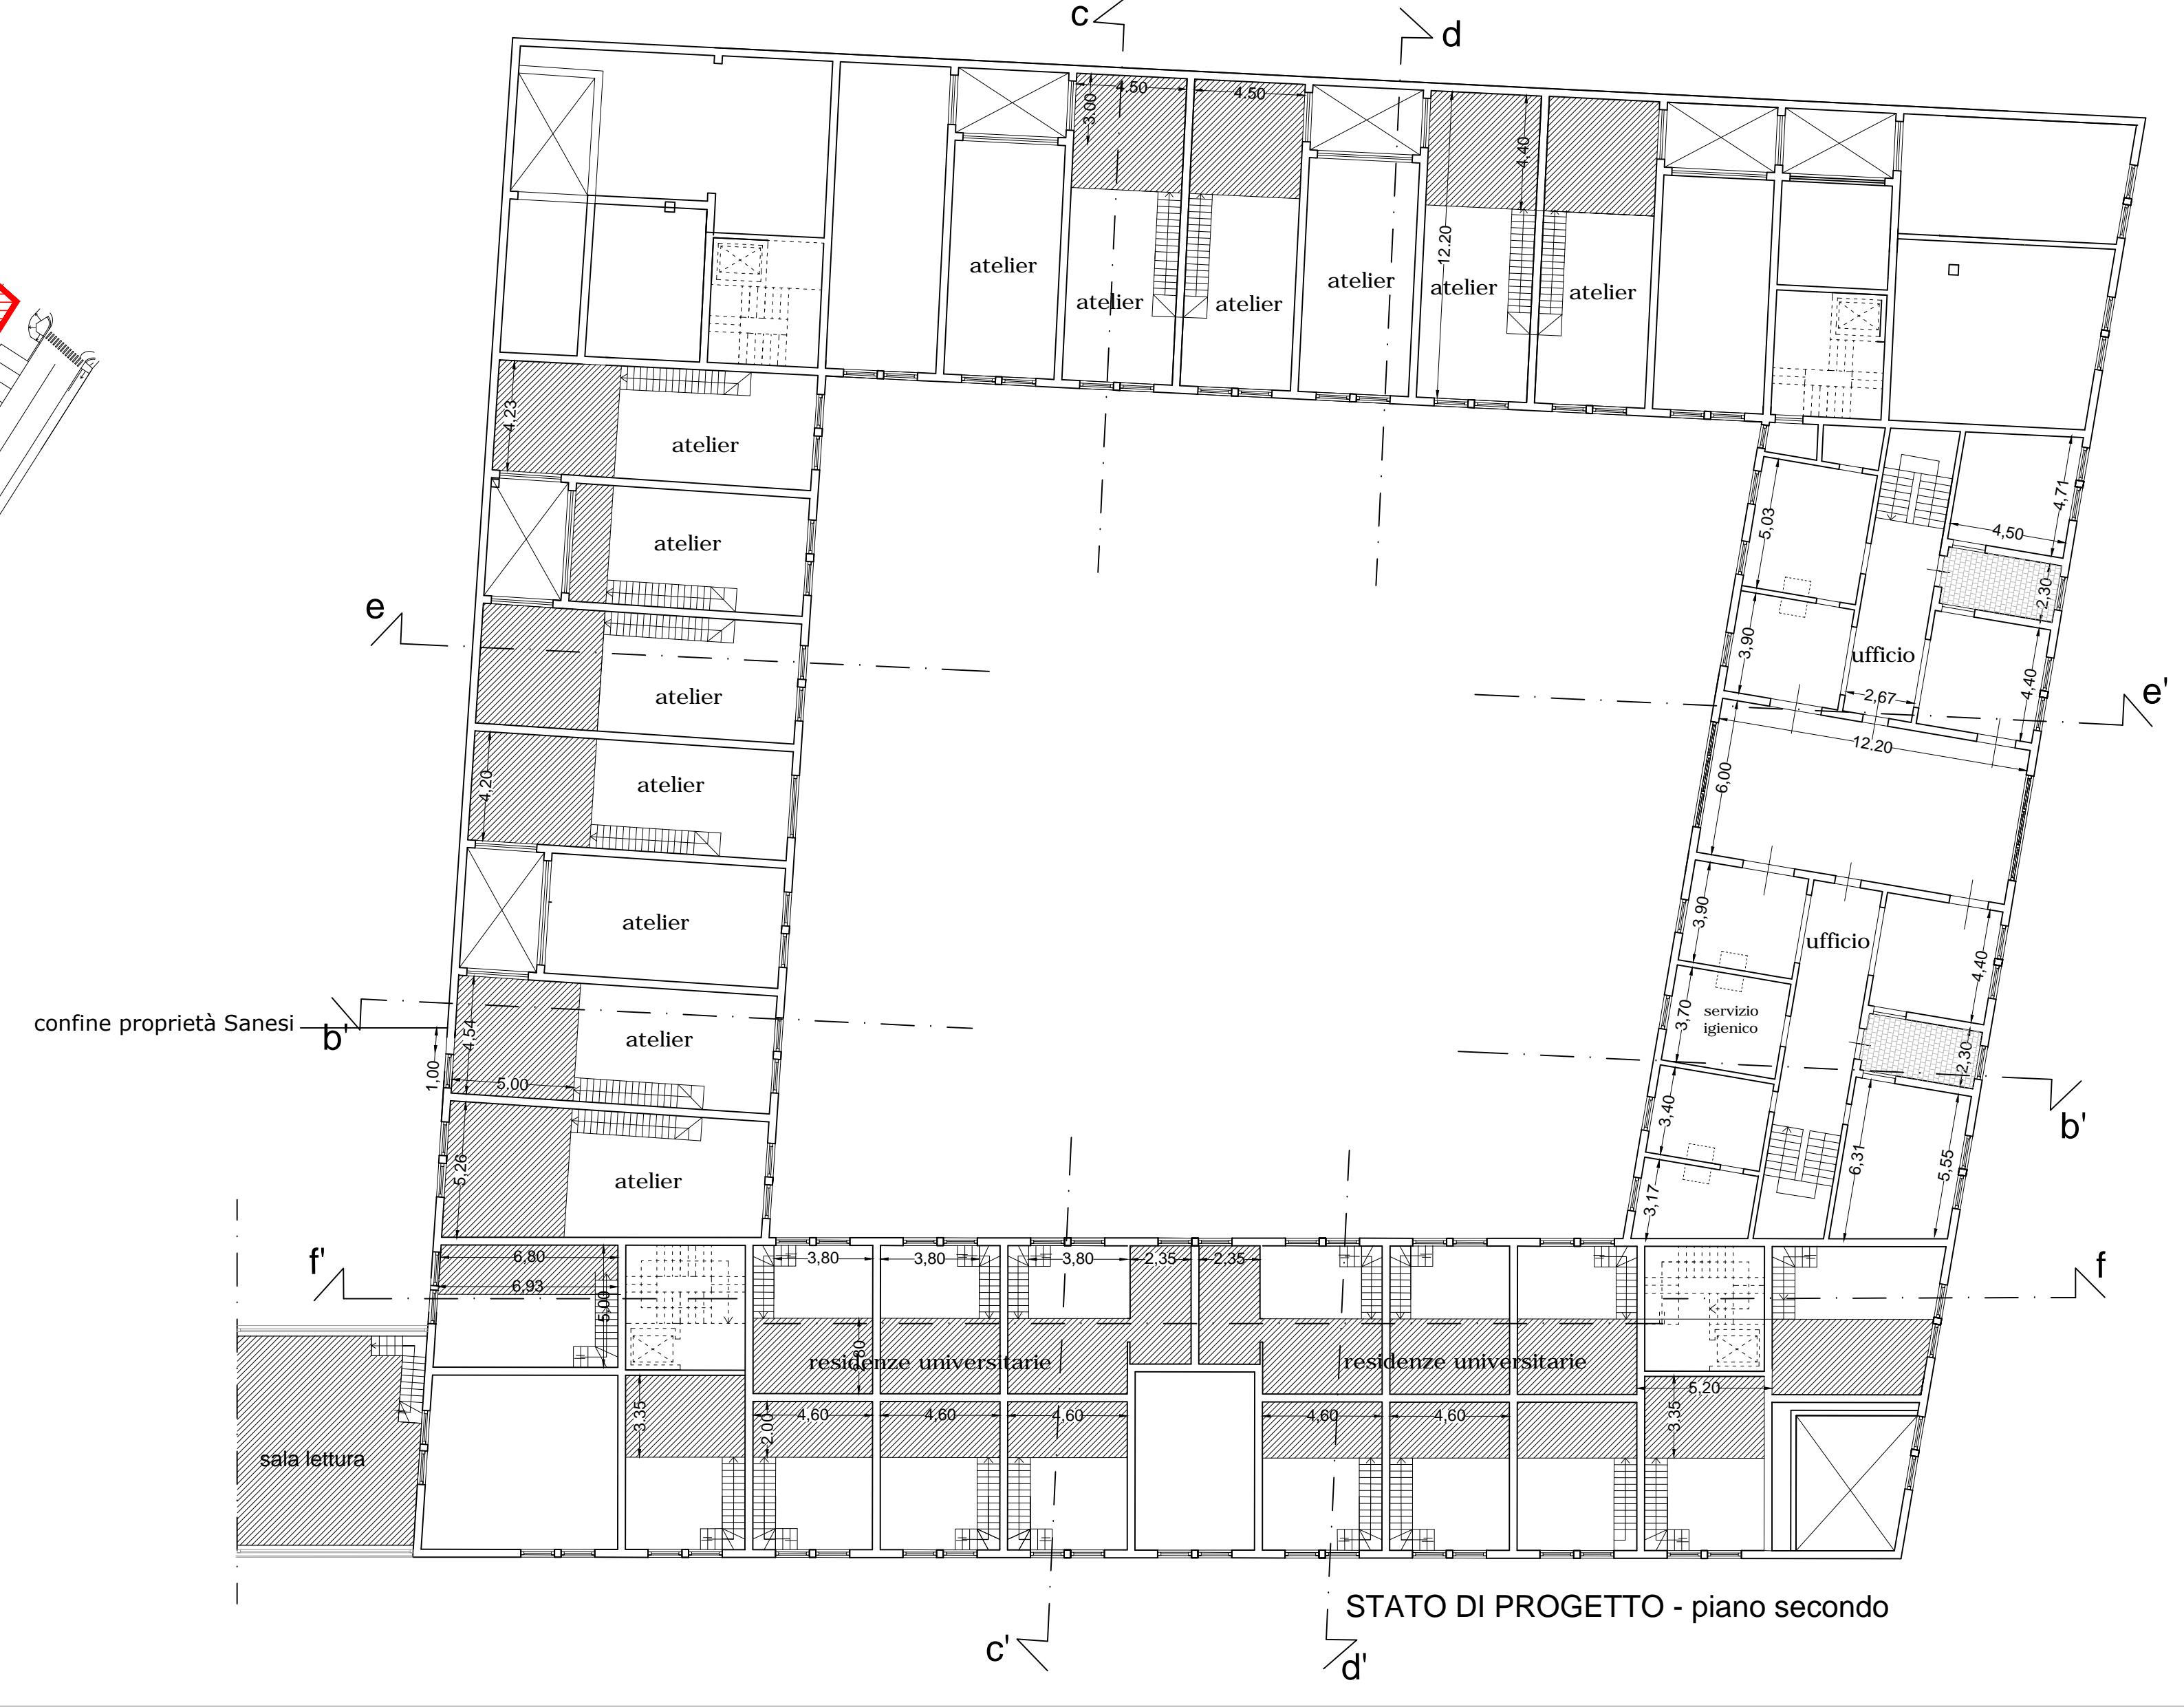 c
d
4.50
4.50
3.00
4,40
12.20
atelier
atelier
atelier
atelier
atelier
atelier
4,23
atelier
atelier
e
atelier
4,20
atelier
atelier
confine proprietà Sanesi
b'
4,54
atelier
1,00
5.00
5,26
atelier
4,71
4,50
5,03
2,30
3,90
ufficio
4,40
2,67
e'
12.20
6,00
3,90
ufficio
4,40
3,70
servizio
igienico
2,30
b'
3,40
6,31
5,55
3,17
f'
6,80
6,93
5.00
3,80
3,80
3,80
2,35
2,35
f
2,80
residenze universitarie
residenze universitarie
5,20
3.35
2.00
4,60
4,60
4,60
4,60
4,60
3.35
sala lettura
STATO DI PROGETTO - piano secondo
c'
d'